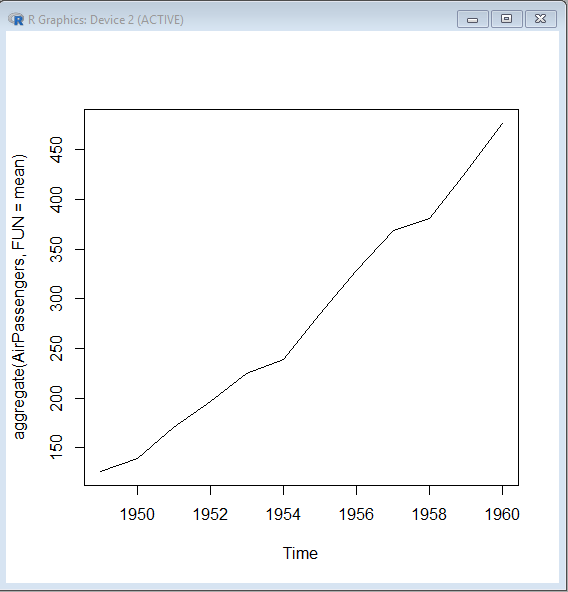 R Graphics: Device 2 (ACTIVE)
aggregate(AirPassengers, FUN = mean)
450
400
350
300
250
200
150
1950 1952 1954 1956 1958 1960
Time